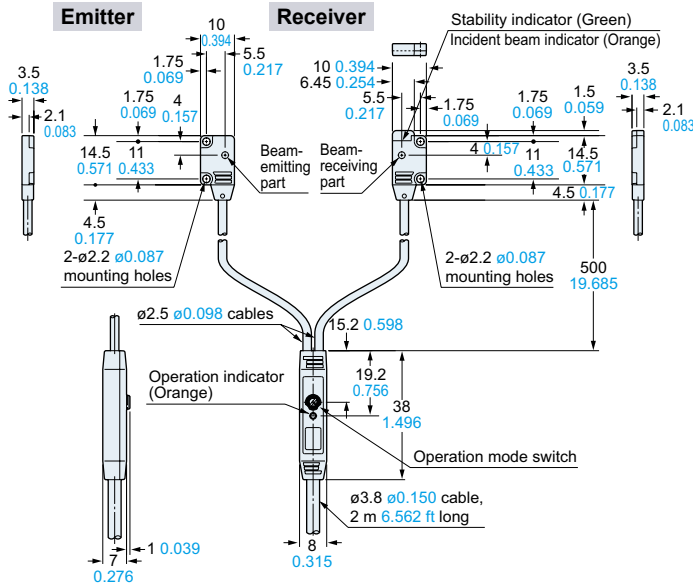 Emitter
Receiver
10
0.394
5.5
0.217
1.75
0.069
4
0.157
1.75
0.069
3.5
0.138
2.1
0.083
14.5
0.571
11
0.433
4.5
0.177
Beam-
emitting
part
2-ø2.2 ø0.087
mounting holes
Stability indicator (Green)
Incident beam indicator (Orange)
10 0.394
6.45 0.254
5.5
0.217
1.75
0.069
1.75
0.069
1.5
0.059
3.5
0.138
2.1
0.083
Beam-
receiving
part
4 0.157
11
0.433
14.5
0.571
4.5 0.177
2-ø2.2 ø0.087
mounting holes
500
19.685
ø2.5 ø0.098 cables
15.2 0.598
Operation indicator
(Orange)
19.2
0.756
38
1.496
Operation mode switch
ø3.8 ø0.150 cable,
2 m 6.562 ft long
1 0.039
7
0.276
8
0.315